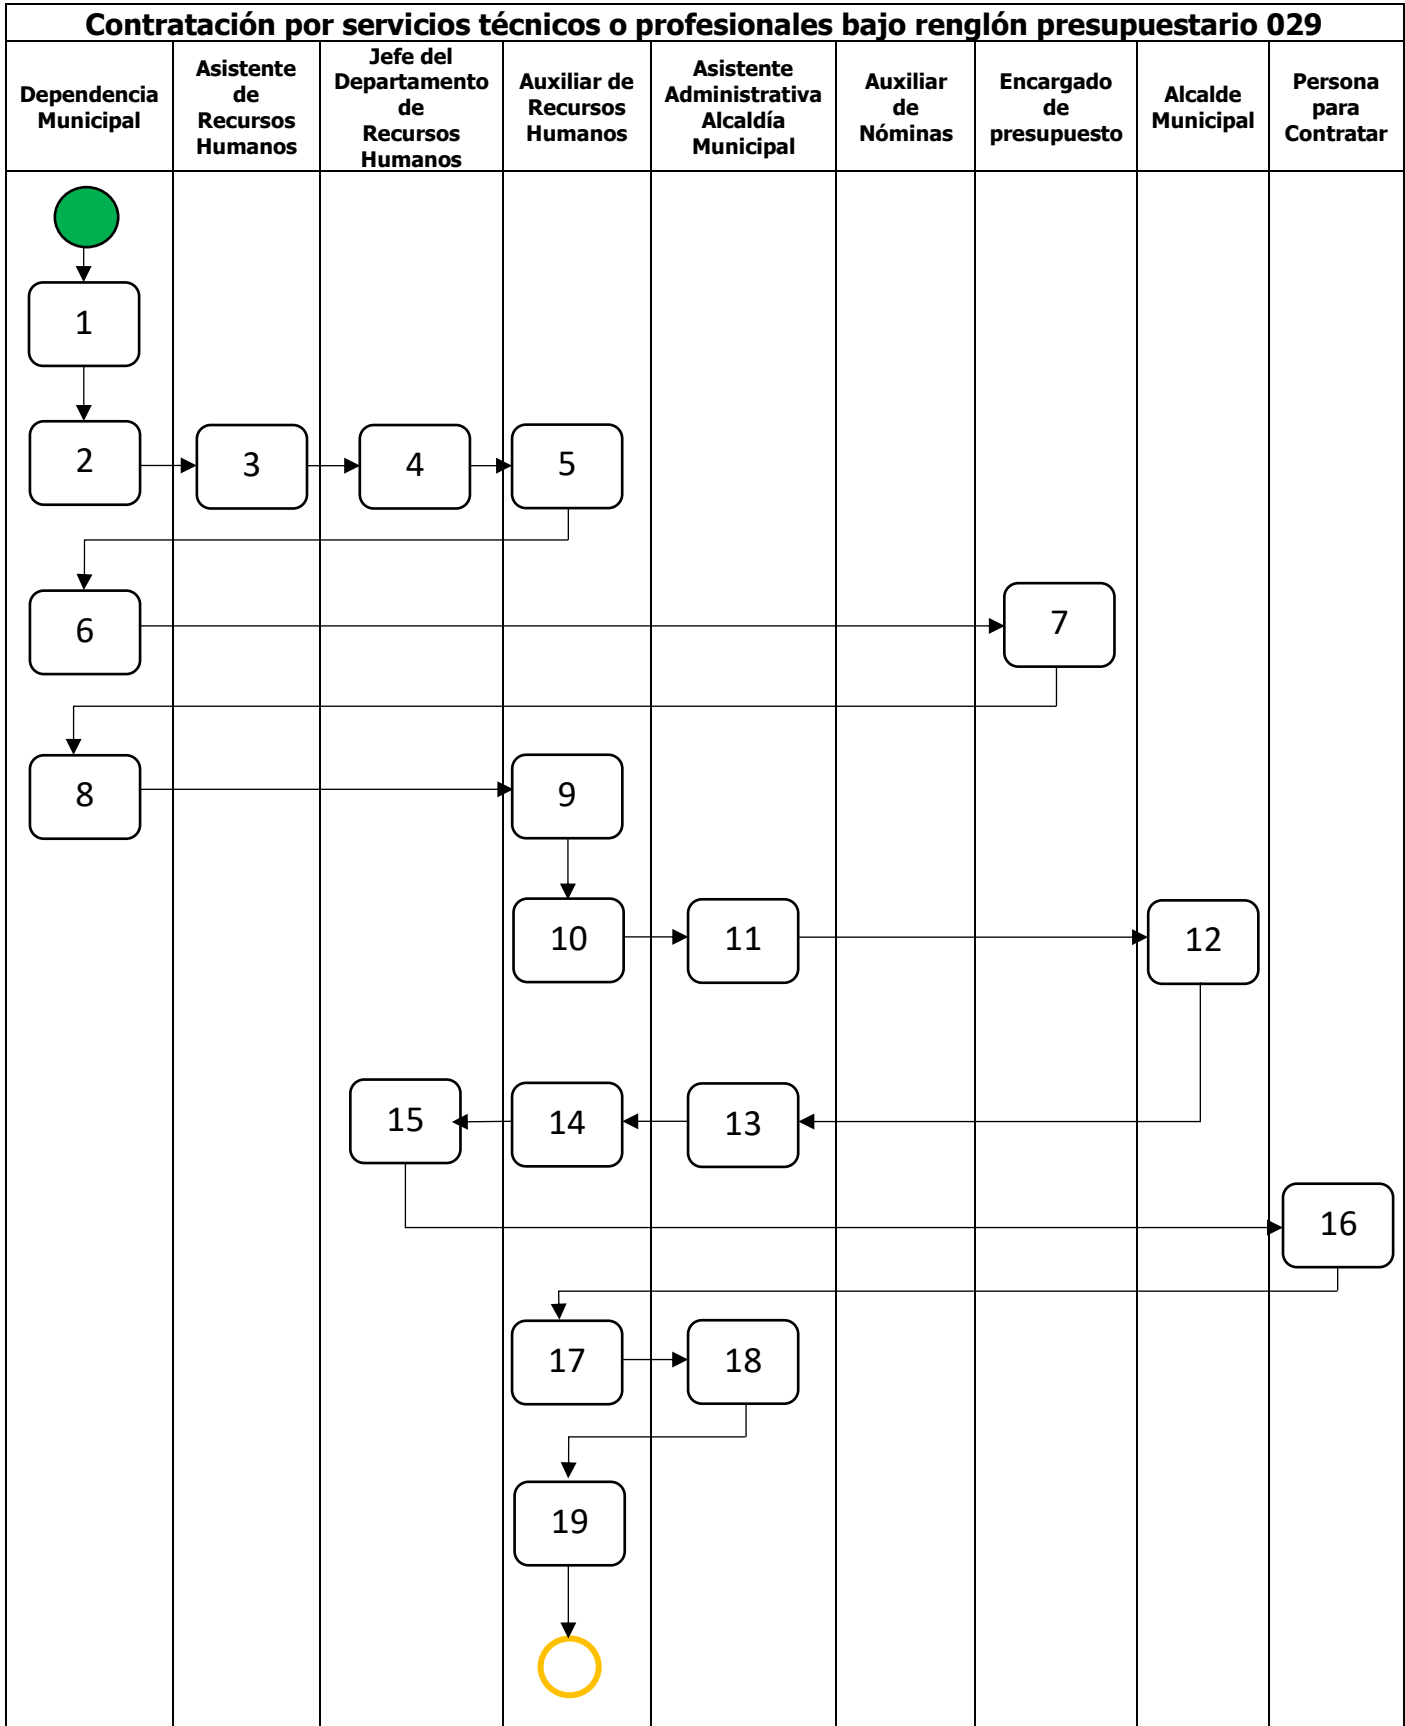 Contratación por servicios técnicos o profesionales bajo renglón presupuestario 029
Dependencia
Municipal
Asistente
de
Recursos
Humanos
Jefe del
Departamento
de
Recursos
Humanos
Auxiliar de
Recursos
Humanos
Asistente
Administrativa
Alcaldía
Municipal
Auxiliar
de
Nóminas
Encargado
de
presupuesto
Alcalde
Municipal
Persona
para
Contratar
1
2
3
4
5
6
7
8
9
10
11
12
15
14
13
16
17
18
19